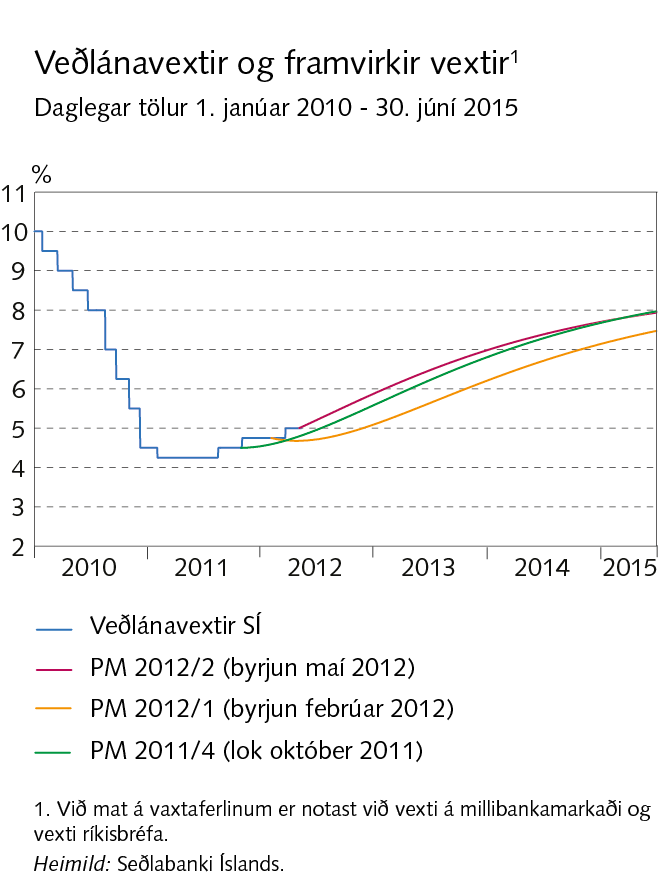 Veðlánavextir og framvirkir vextir¹
Daglegar tölur 1. janúar 2010 - 30. júní 2015
%
11
10
9
8
7
6
5
4
3
2
2010 2011 2012 2013 2014 2015
Veðlánavextir SÍ
PM 2012/2 (byrjun maí 2012)
PM 2012/1 (byrjun febrúar 2012)
PM 2011/4 (lok október 2011)
1. Við mat á vaxtaferlinum er notast við vexti á millibankamarkaði og
vexti ríkisbréfa.
Heimild: Seðlabanki Íslands.